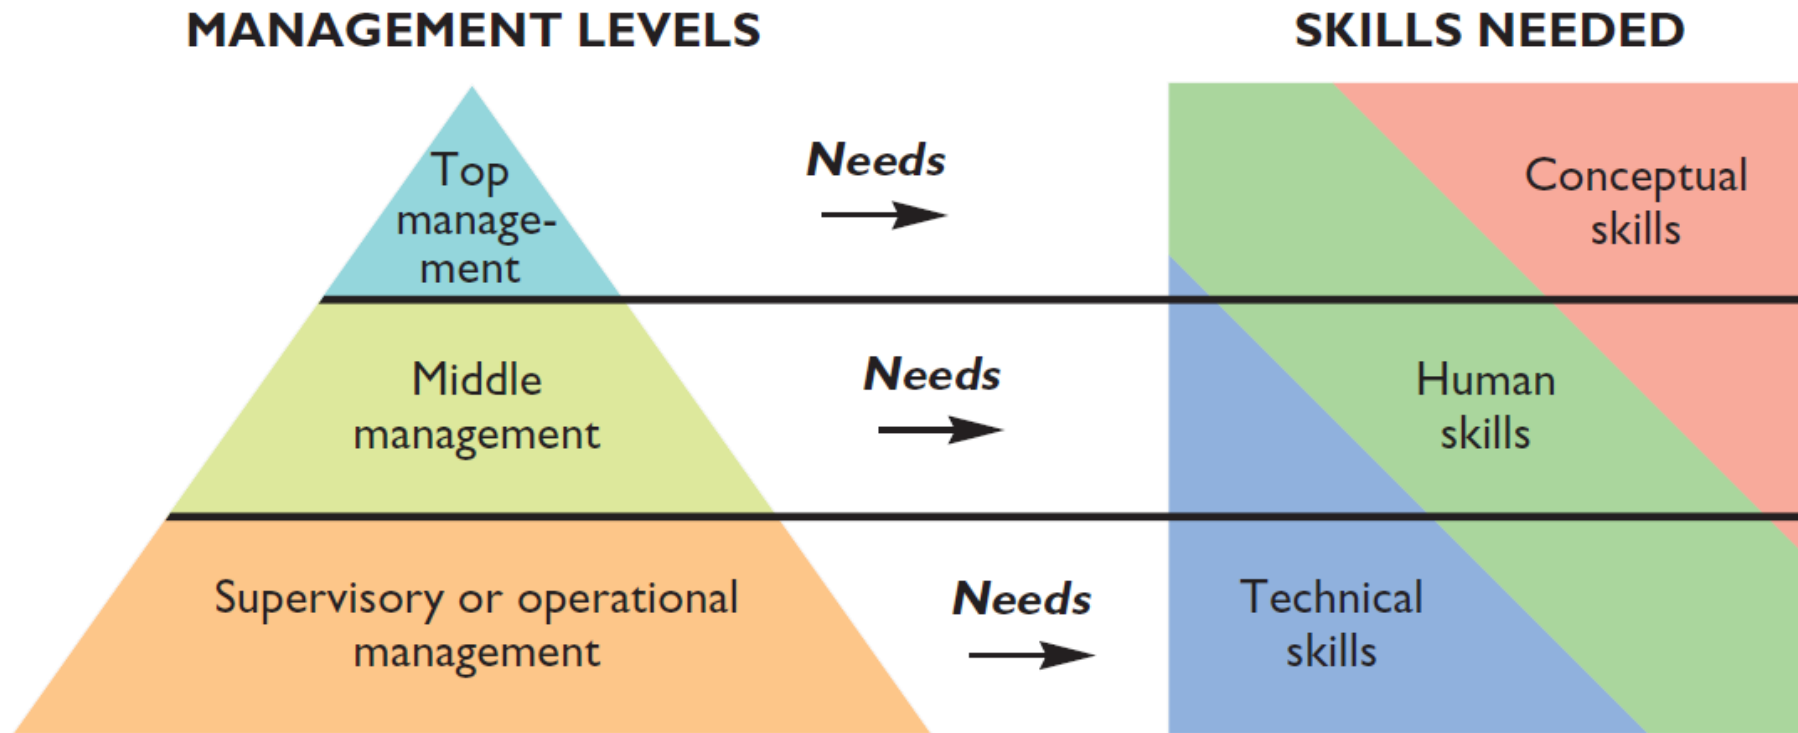 MANAGEMENT LEVELS
SKILLS NEEDED
Top
manage-
ment
Needs
Conceptual
skills
Middle
management
Needs
Human
skills
Supervisory or operational
management
Needs
Technical
skills